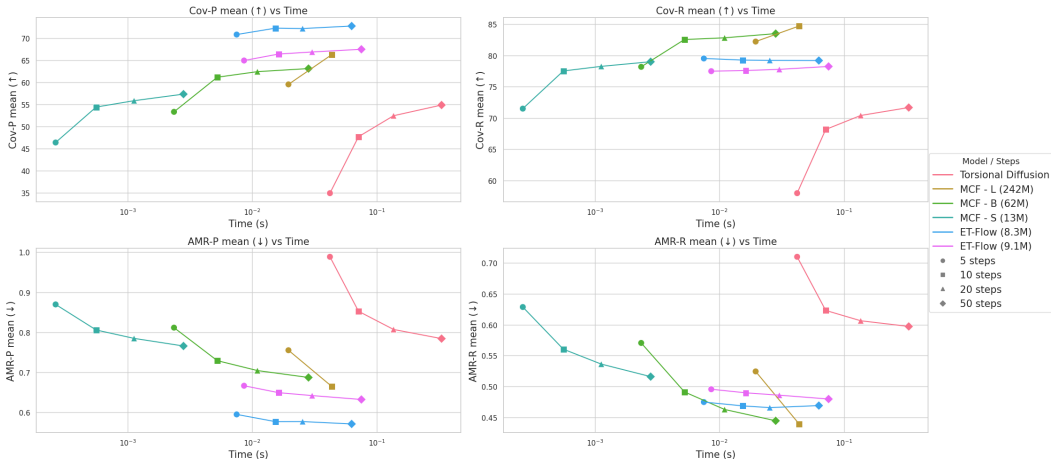 Cov-P mean (↑) vs Time
Cov-P mean (↑)
70
65
60
55
50
45
40
35
10⁻³
10⁻²
10⁻¹
Time (s)
Cov-R mean (↑) vs Time
Cov-R mean (↑)
85
80
75
70
65
60
10⁻³
10⁻²
10⁻¹
Time (s)
AMR-P mean (↓) vs Time
AMR-P mean (↓)
1.0
0.9
0.8
0.7
0.6
10⁻³
10⁻²
10⁻¹
Time (s)
AMR-R mean (↓) vs Time
AMR-R mean (↓)
0.70
0.65
0.60
0.55
0.50
0.45
10⁻³
10⁻²
10⁻¹
Time (s)
Model / Steps
Torsional Diffusion
MCF - L (242M)
MCF - B (62M)
MCF - S (13M)
ET-Flow (8.3M)
ET-Flow (9.1M)
5 steps
10 steps
20 steps
50 steps